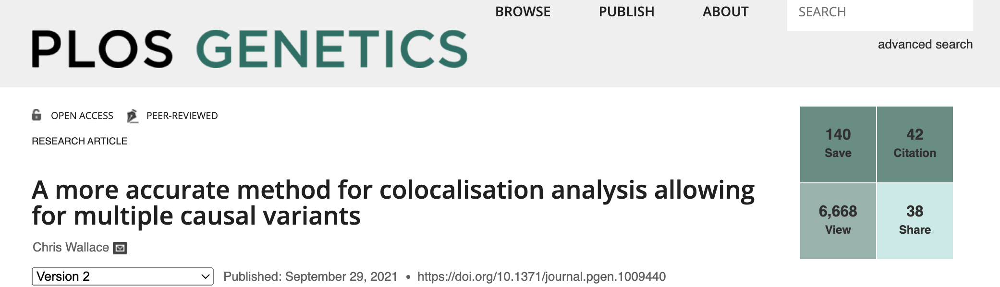 BROWSE PUBLISH ABOUT SEARCH
PLOS GENETICS
advanced search
OPEN ACCESS PEER-REVIEWED
RESEARCH ARTICLE
140
Save
42
Citation
6,668
View
38
Share
A more accurate method for colocalisation analysis allowing
for multiple causal variants
Chris Wallace
Version 2
Published: September 29, 2021 • https://doi.org/10.1371/journal.pgen.1009440